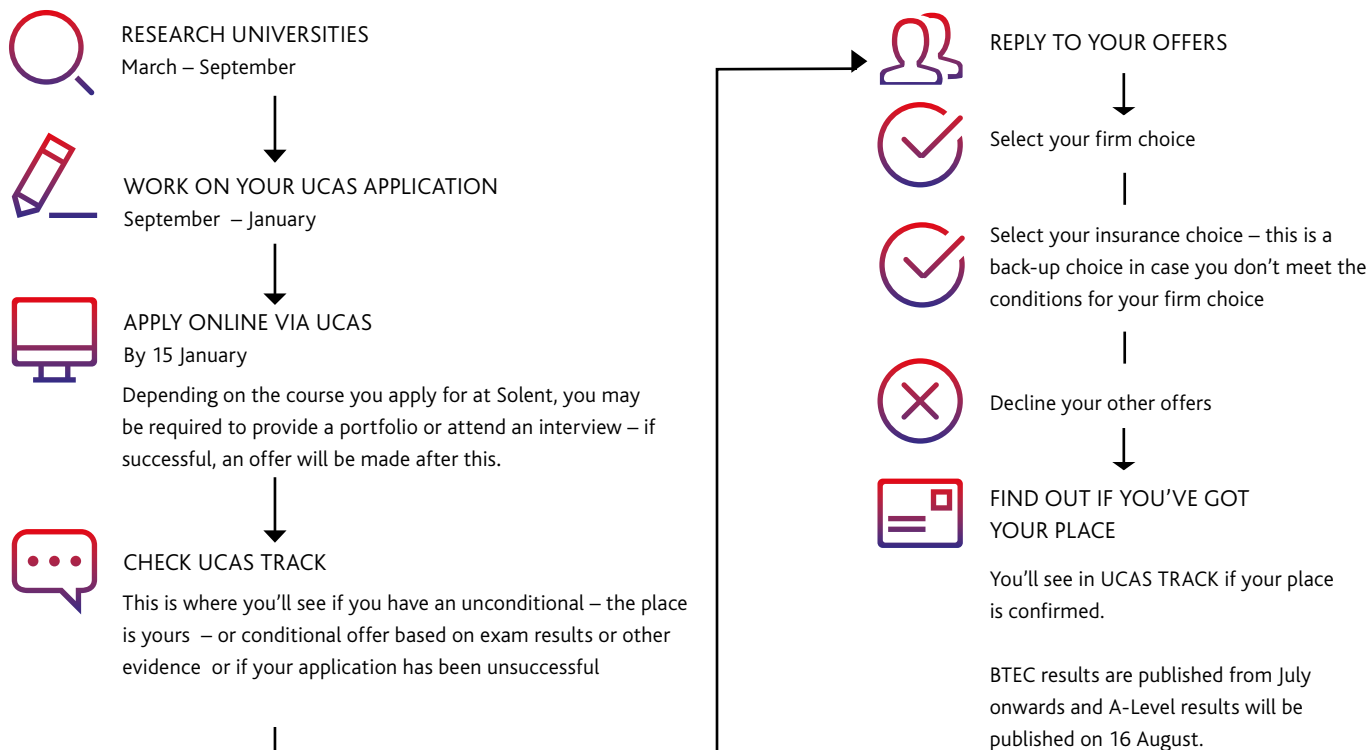 RESEARCH UNIVERSITIES
March – September
WORK ON YOUR UCAS APPLICATION
September – January
APPLY ONLINE VIA UCAS
By 15 January
Depending on the course you apply for at Solent, you may
be required to provide a portfolio or attend an interview – if
successful, an offer will be made after this.
CHECK UCAS TRACK
This is where you'll see if you have an unconditional – the place
is yours – or conditional offer based on exam results or other
evidence or if your application has been unsuccessful
REPLY TO YOUR OFFERS
Select your firm choice
Select your insurance choice – this is a
back-up choice in case you don't meet the
conditions for your firm choice
Decline your other offers
FIND OUT IF YOU'VE GOT
YOUR PLACE
You'll see in UCAS TRACK if your place
is confirmed.
BTEC results are published from July
onwards and A-Level results will be
published on 16 August.